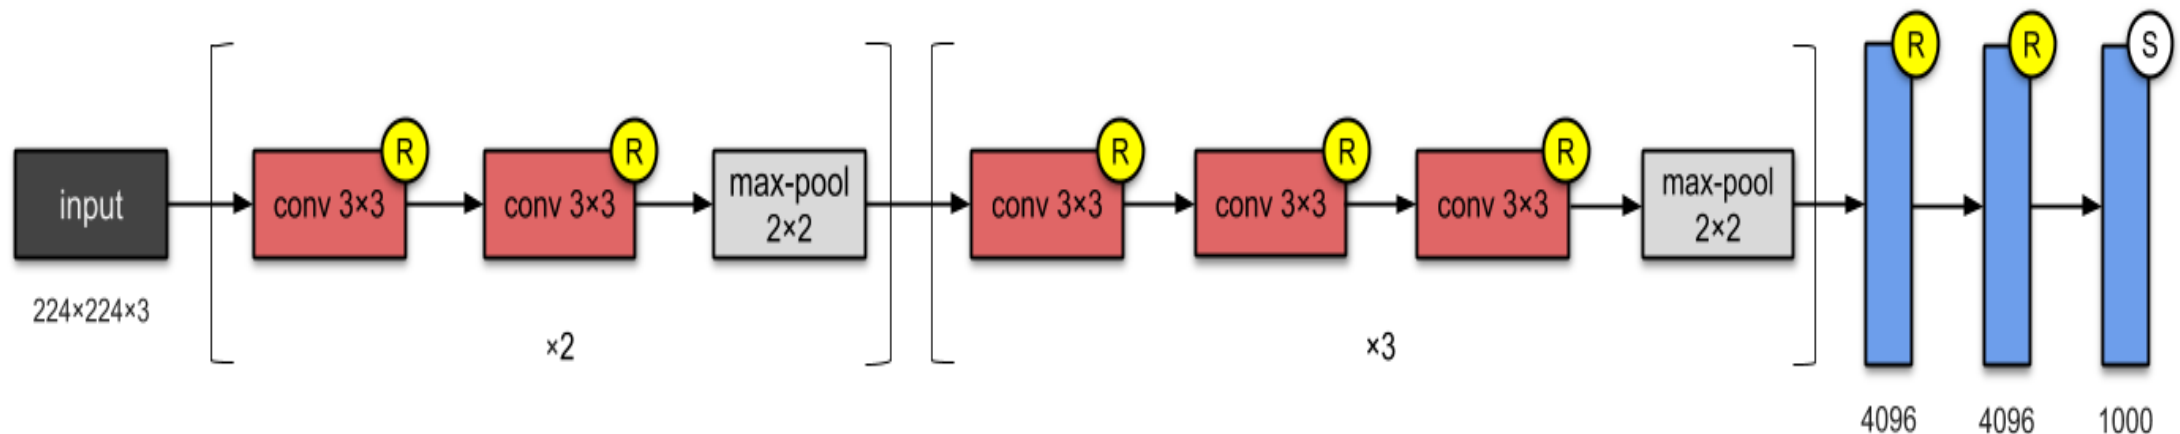 input
224×224×3
conv 3×3
R
conv 3×3
R
max-pool
2×2
×2
conv 3×3
R
conv 3×3
R
conv 3×3
R
max-pool
2×2
×3
R
4096
R
4096
S
1000